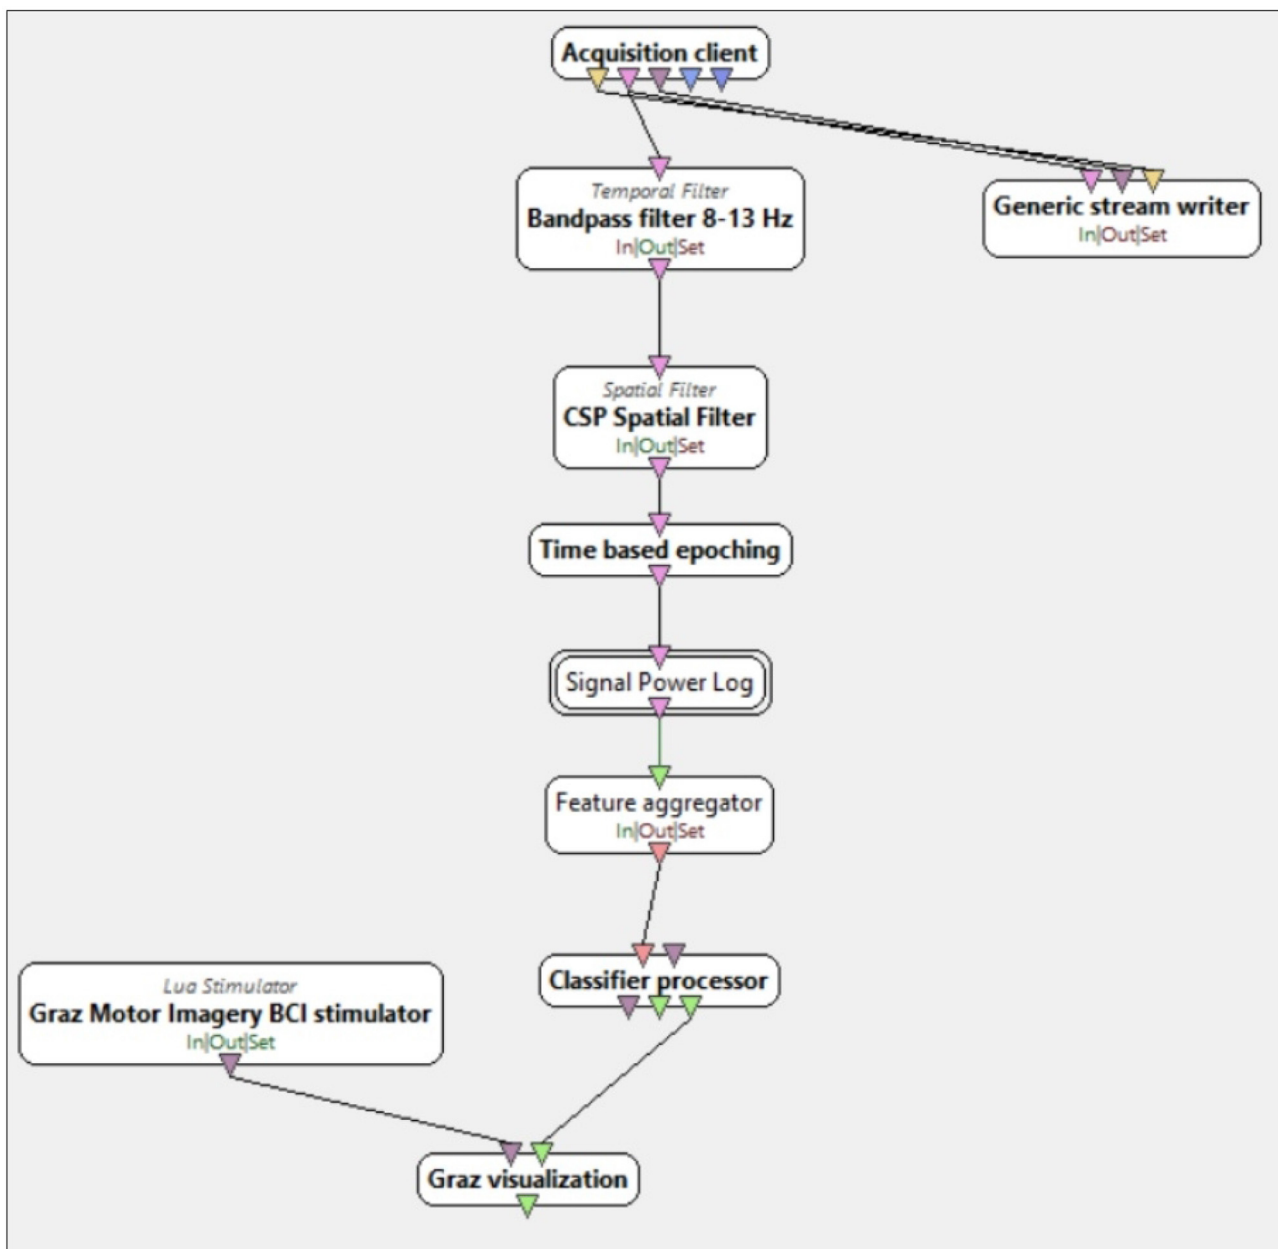 Acquisition client
Temporal Filter
Bandpass filter 8-13 Hz
In|Out|Set
Generic stream writer
In|Out|Set
Spatial Filter
CSP Spatial Filter
In|Out|Set
Time based epoching
Signal Power Log
Feature aggregator
In|Out|Set
Classifier processor
Lua Stimulator
Graz Motor Imagery BCI stimulator
In|Out|Set
Graz visualization